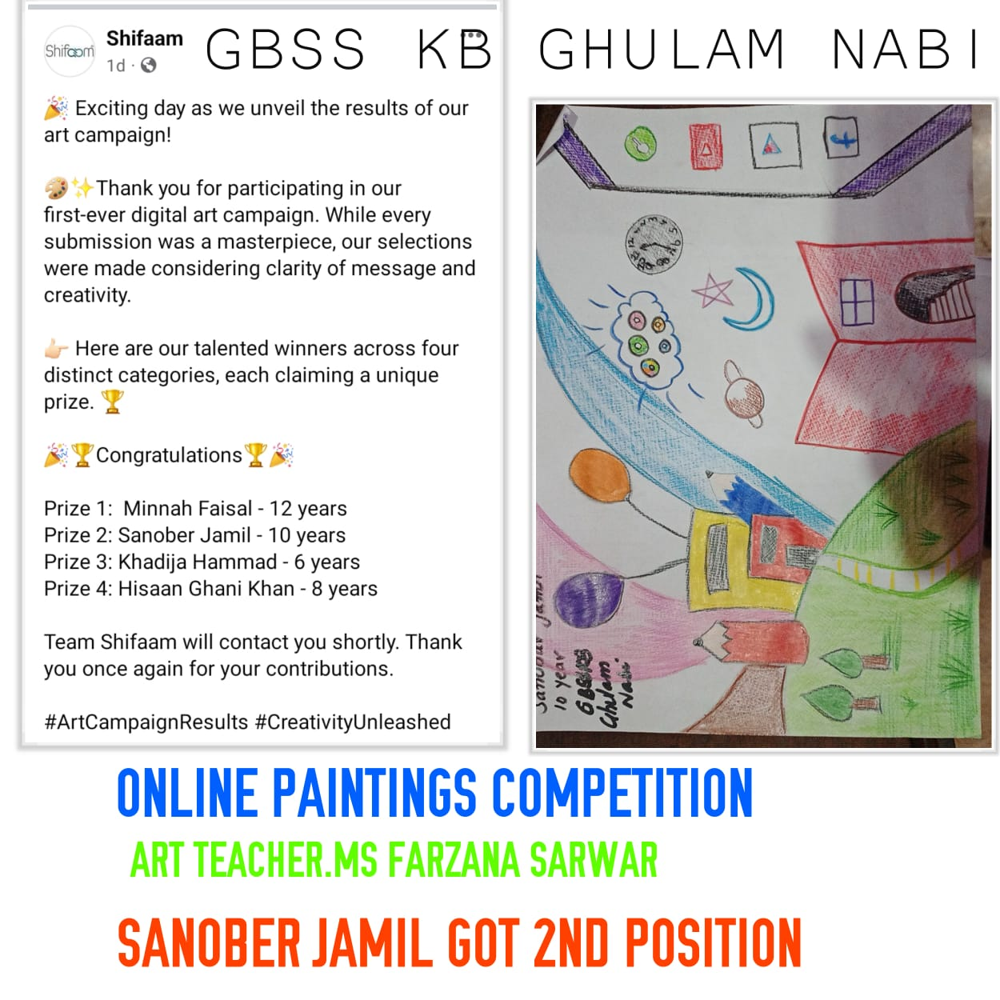 GBSS KB GHULAM NABI
Shifaam
Shifaam
1d
🎉 Exciting day as we unveil the results of our
art campaign!
🎨✨Thank you for participating in our
first-ever digital art campaign. While every
submission was a masterpiece, our selections
were made considering clarity of message and
creativity.
👉🏻 Here are our talented winners across four
distinct categories, each claiming a unique
prize. 🏆
🎉🏆Congratulations🏆🎉
Prize 1:  Minnah Faisal - 12 years
Prize 2: Sanober Jamil - 10 years
Prize 3: Khadija Hammad - 6 years
Prize 4: Hisaan Ghani Khan - 8 years
Team Shifaam will contact you shortly. Thank
you once again for your contributions.
#ArtCampaignResults #CreativityUnleashed
10 year
Ghulam
Nabi.
ONLINE PAINTINGS COMPETITION
ART TEACHER.MS FARZANA SARWAR
SANOBER JAMIL GOT 2ND POSITION